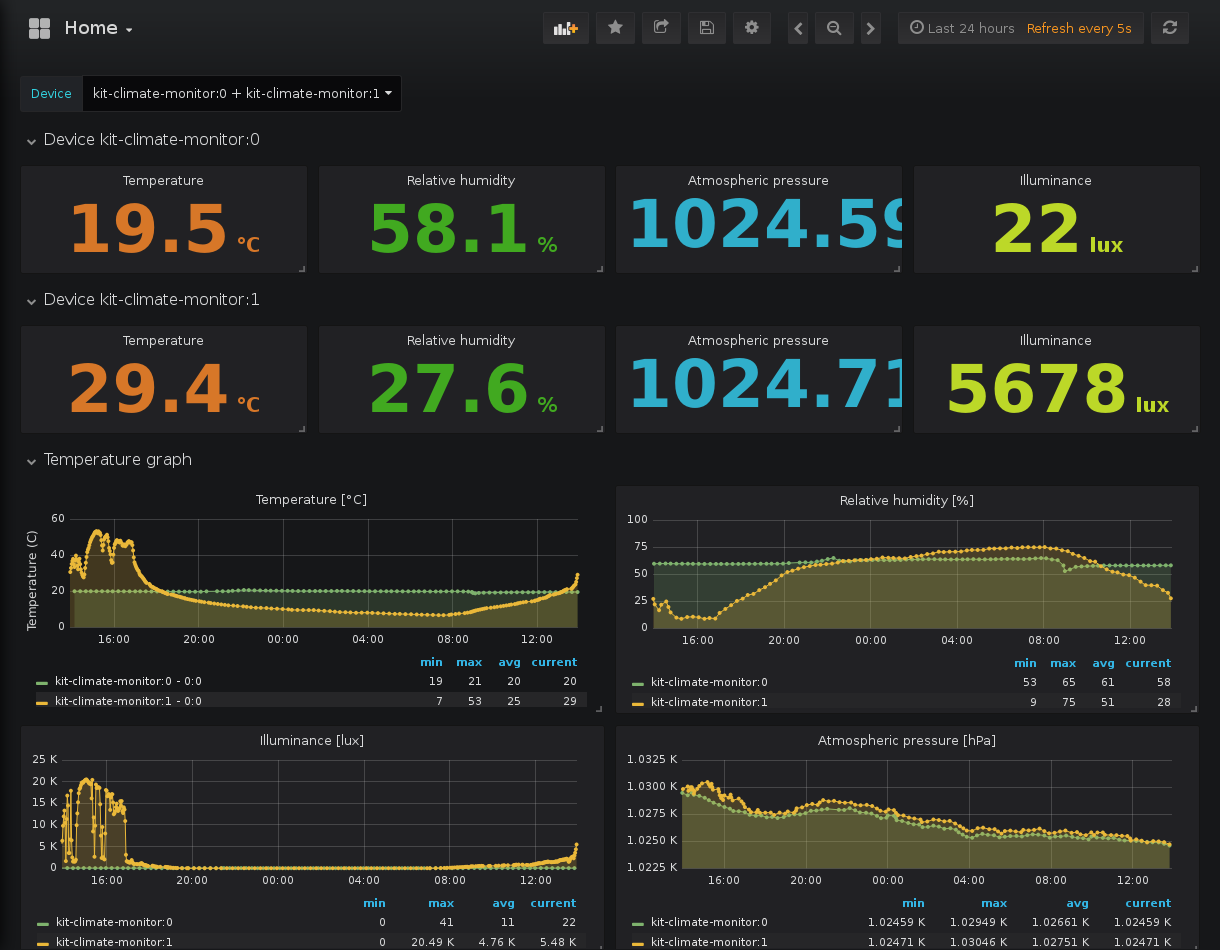 Home
Last 24 hours Refresh every 5s
Device kit-climate-monitor:0 + kit-climate-monitor:1
Device kit-climate-monitor:0
Temperature Relative humidity Atmospheric pressure Illuminance
19.5 °C 58.1 % 1024.59 22 lux
Device kit-climate-monitor:1
Temperature Relative humidity Atmospheric pressure Illuminance
29.4 °C 27.6 % 1024.71 5678 lux
Temperature graph
Temperature [°C]
Temperature (C)
60
40
20
0
16:00 20:00 00:00 04:00 08:00 12:00
min max avg current
kit-climate-monitor:0 - 0:0 19 21 20 20
kit-climate-monitor:1 - 0:0 7 53 25 29
Relative humidity [%]
100
75
50
25
0
16:00 20:00 00:00 04:00 08:00 12:00
min max avg current
kit-climate-monitor:0 53 65 61 58
kit-climate-monitor:1 9 75 51 28
Illuminance [lux]
25 K
20 K
15 K
10 K
5 K
0
16:00 20:00 00:00 04:00 08:00 12:00
min max avg current
kit-climate-monitor:0 0 41 11 22
kit-climate-monitor:1 0 20.49 K 4.76 K 5.48 K
Atmospheric pressure [hPa]
1.0325 K
1.0300 K
1.0275 K
1.0250 K
1.0225 K
16:00 20:00 00:00 04:00 08:00 12:00
min max avg current
kit-climate-monitor:0 1.02459 K 1.02949 K 1.02661 K 1.02459 K
kit-climate-monitor:1 1.02471 K 1.03046 K 1.02751 K 1.02471 K